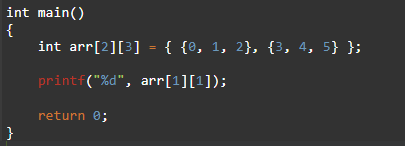 int main()
{
    int arr[2][3] = { {0, 1, 2}, {3, 4, 5} };
    printf("%d", arr[1][1]);
    return 0;
}